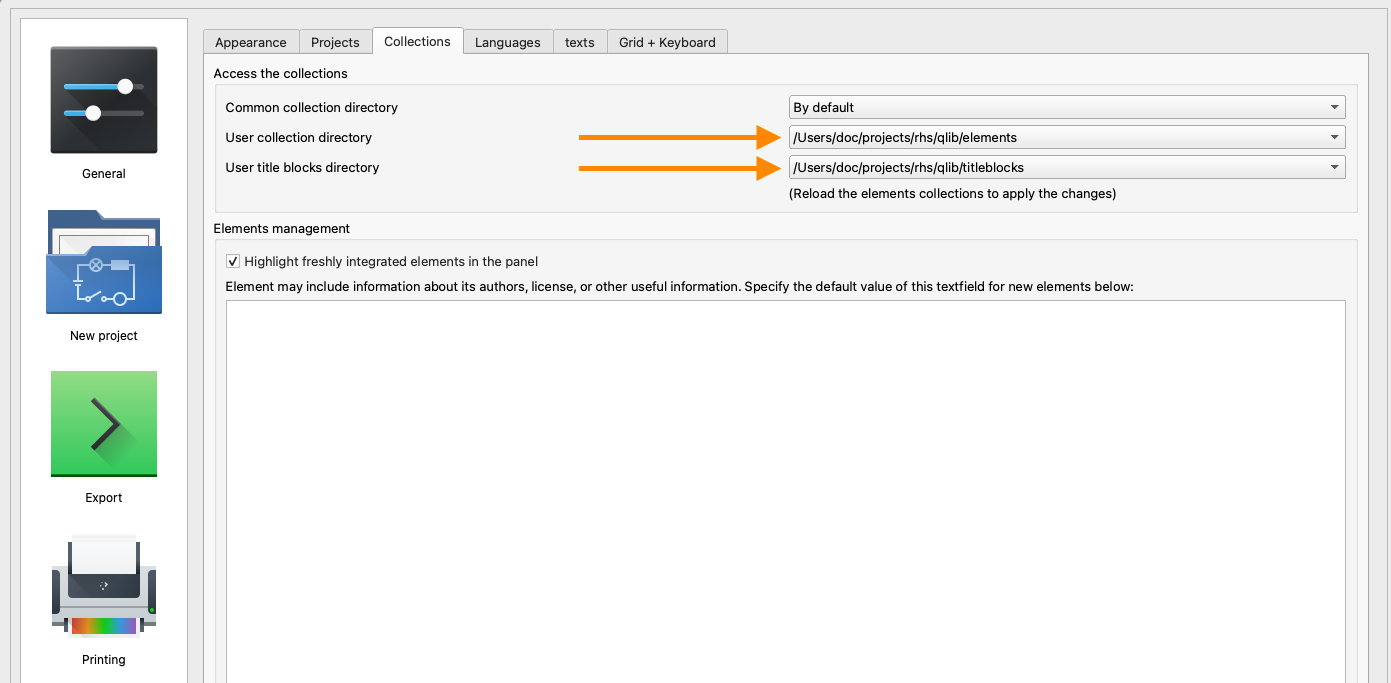 Appearance
Projects
Collections
Languages
texts
Grid + Keyboard
General
New project
Export
Printing
Access the collections
Common collection directory
By default
User collection directory
/Users/doc/projects/rhs/qlib/elements
User title blocks directory
/Users/doc/projects/rhs/qlib/titleblocks
(Reload the elements collections to apply the changes)
Elements management
Highlight freshly integrated elements in the panel
Element may include information about its authors, license, or other useful information. Specify the default value of this textfield for new elements below: